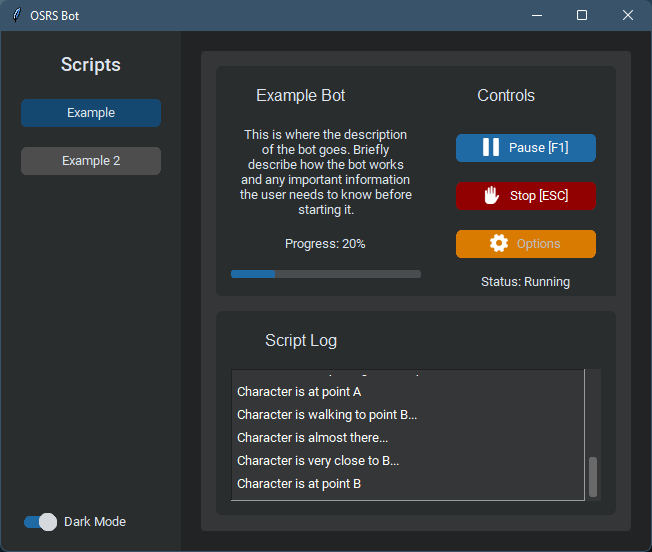 OSRS Bot
Scripts
Example
Example 2
Dark Mode
Example Bot
This is where the description
of the bot goes. Briefly
describe how the bot works
and any important information
the user needs to know before
starting it.
Progress: 20%
Controls
Pause [F1]
Stop [ESC]
Options
Status: Running
Script Log
Character is at point A
Character is walking to point B...
Character is almost there...
Character is very close to B...
Character is at point B